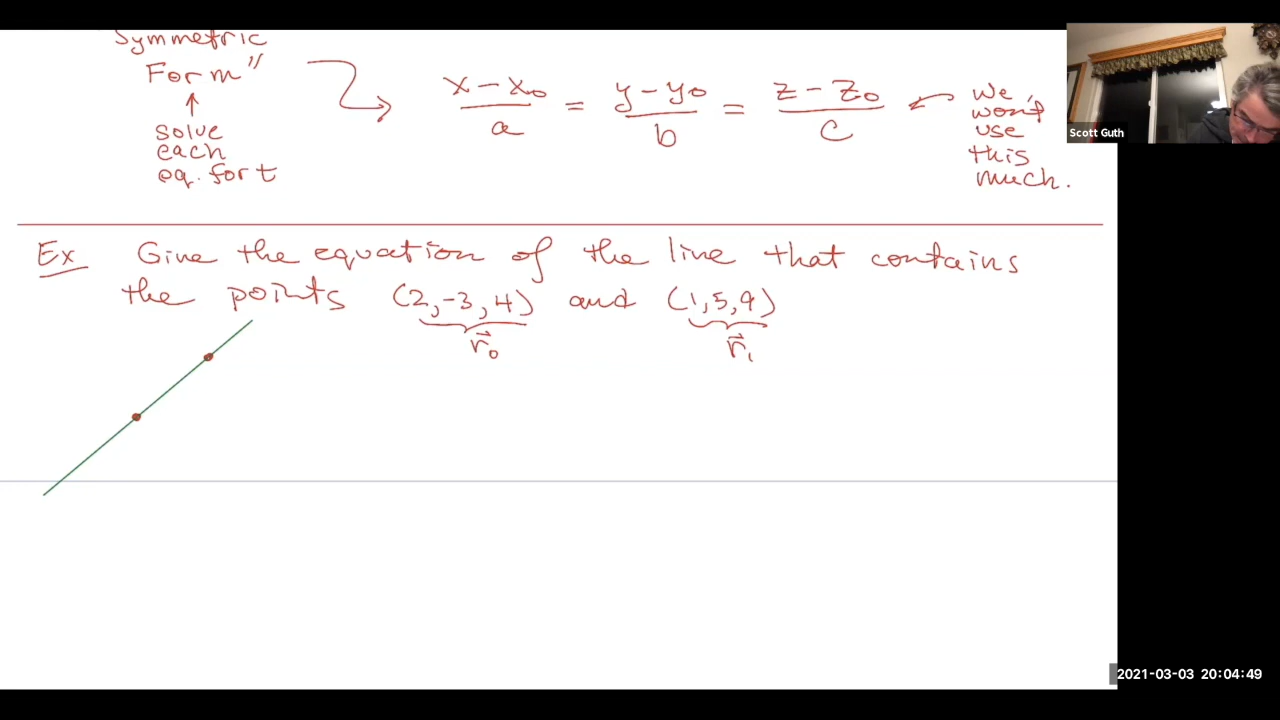 Symmetric
Form"
↑
solve
each
eq. for t
x - x₀ / a = y - y₀ / b = z - z₀ / c
we
won't
use
this
much.
Scott Guth
Ex Give the equation of the line that contains
the points (2, -3, 4) and (1, 5, 9)
r⃗₀ r⃗₁
2021-03-03 20:04:49